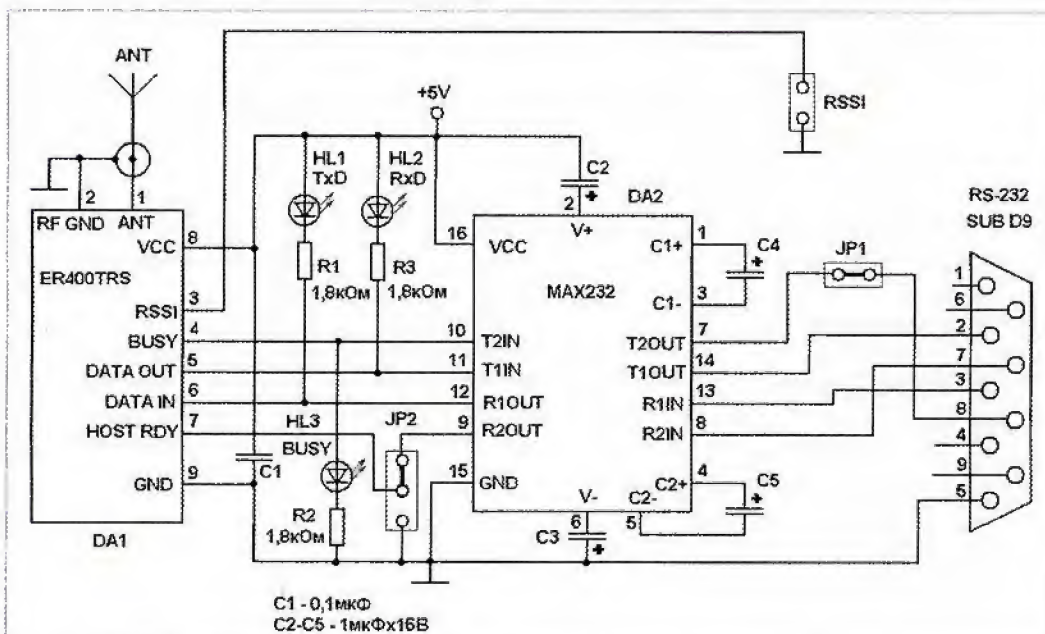 ANT
+5V
RSSI
HL1
TxD
HL2
RxD
C2
DA2
RS-232
SUB D9
2
1
RF GND
ANT
VCC
8
ER400TRS
RSSI
3
BUSY
4
DATA OUT
5
DATA IN
6
HOST RDY
7
GND
9
DA1
R1
1,8кОм
R3
1,8кОм
HL3
BUSY
JP2
C1
R2
1,8кОм
2
V+
16
VCC
MAX232
10
T2IN
11
T1IN
12
R1OUT
9
R2OUT
15
GND
C1+
1
C4
C1-
3
T2OUT
7
T1OUT
14
R1IN
13
R2IN
8
C2+
4
C5
V-
C2-
6
5
C3
JP1
1
6
2
7
3
8
4
9
5
C1 - 0,1мкФ
C2-C5 - 1мкФх16В